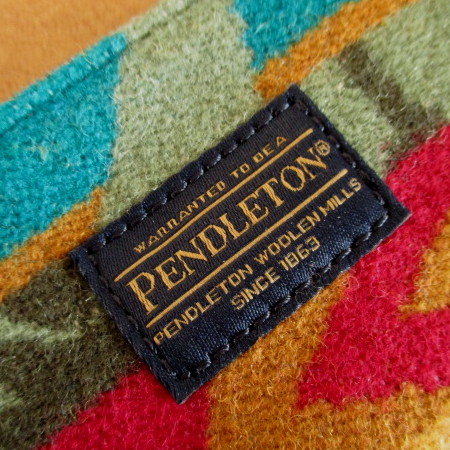 WARRANTED TO BE A
PENDLETON®
PENDLETON WOOLEN MILLS
SINCE 1863